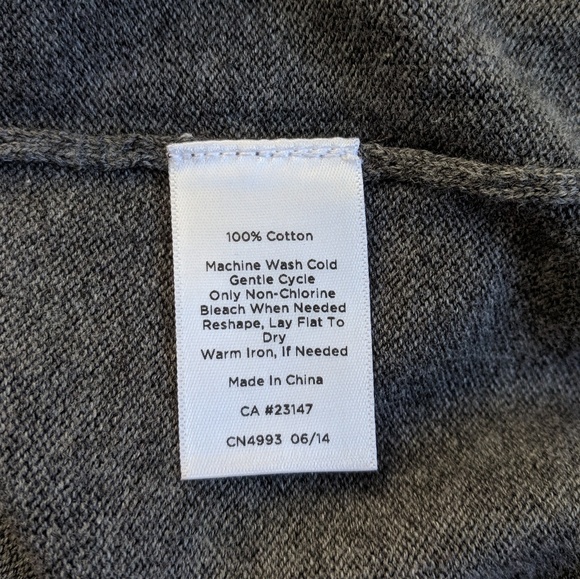 100% Cotton
Machine Wash Cold
Gentle Cycle
Only Non-Chlorine
Bleach When Needed
Reshape, Lay Flat To
Dry
Warm Iron, If Needed
Made In China
CA #23147
CN4993 06/14